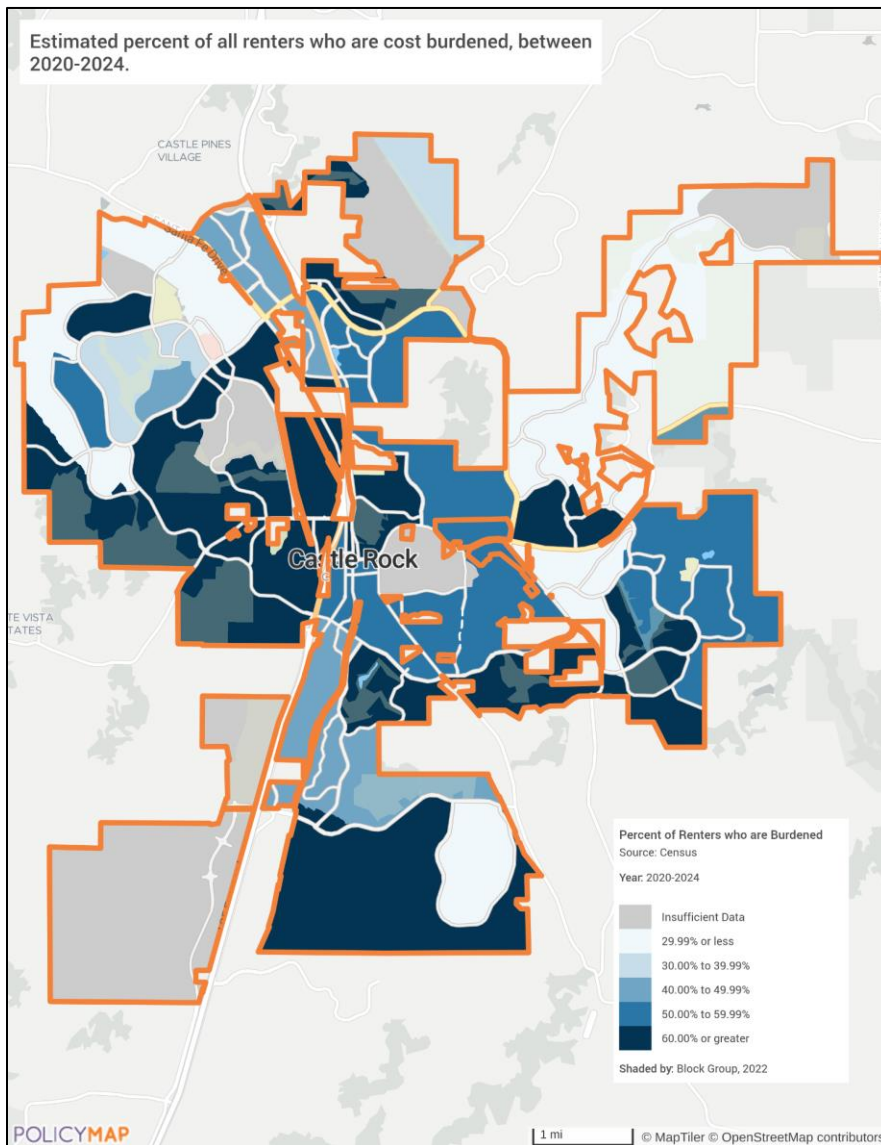 Estimated percent of all renters who are cost burdened, between
2020-2024.
CASTLE PINES
VILLAGE
Santa Fe Drive
Castle Rock
TE VISTA
TATES
Percent of Renters who are Burdened
Source: Census
Year: 2020-2024
Insufficient Data
29.99% or less
30.00% to 39.99%
40.00% to 49.99%
50.00% to 59.99%
60.00% or greater
Shaded by: Block Group, 2022
POLICYMAP
1 mi
© MapTiler © OpenStreetMap contributors